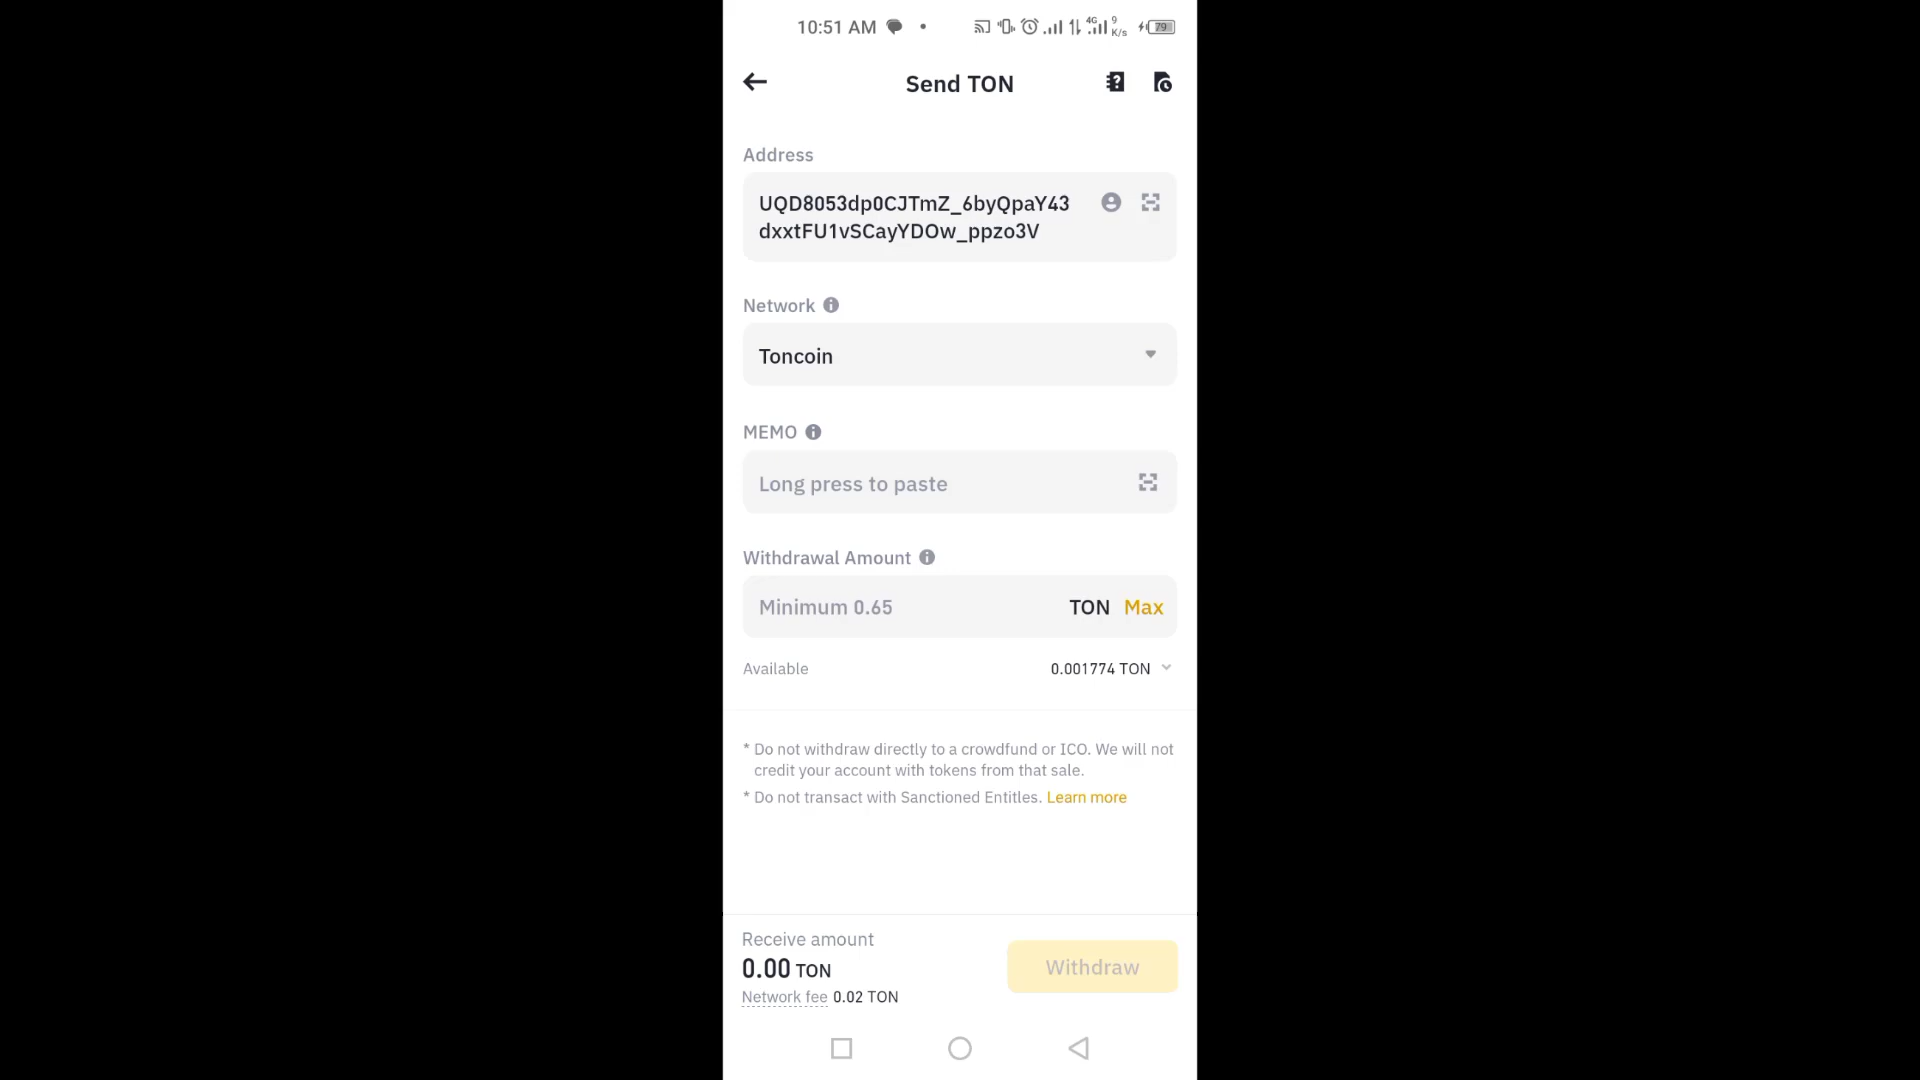 10:51 AM
4G 9 K/s 79
Send TON
Address
UQD8053dp0CJTmZ_6byQpaY43
dxxtFU1vSCayYDOw_ppzo3V
Network
Toncoin
MEMO
Long press to paste
Withdrawal Amount
Minimum 0.65 TON Max
Available 0.001774 TON
* Do not withdraw directly to a crowdfund or ICO. We will not
credit your account with tokens from that sale.
* Do not transact with Sanctioned Entitles. Learn more
Receive amount
0.00 TON
Withdraw
Network fee 0.02 TON